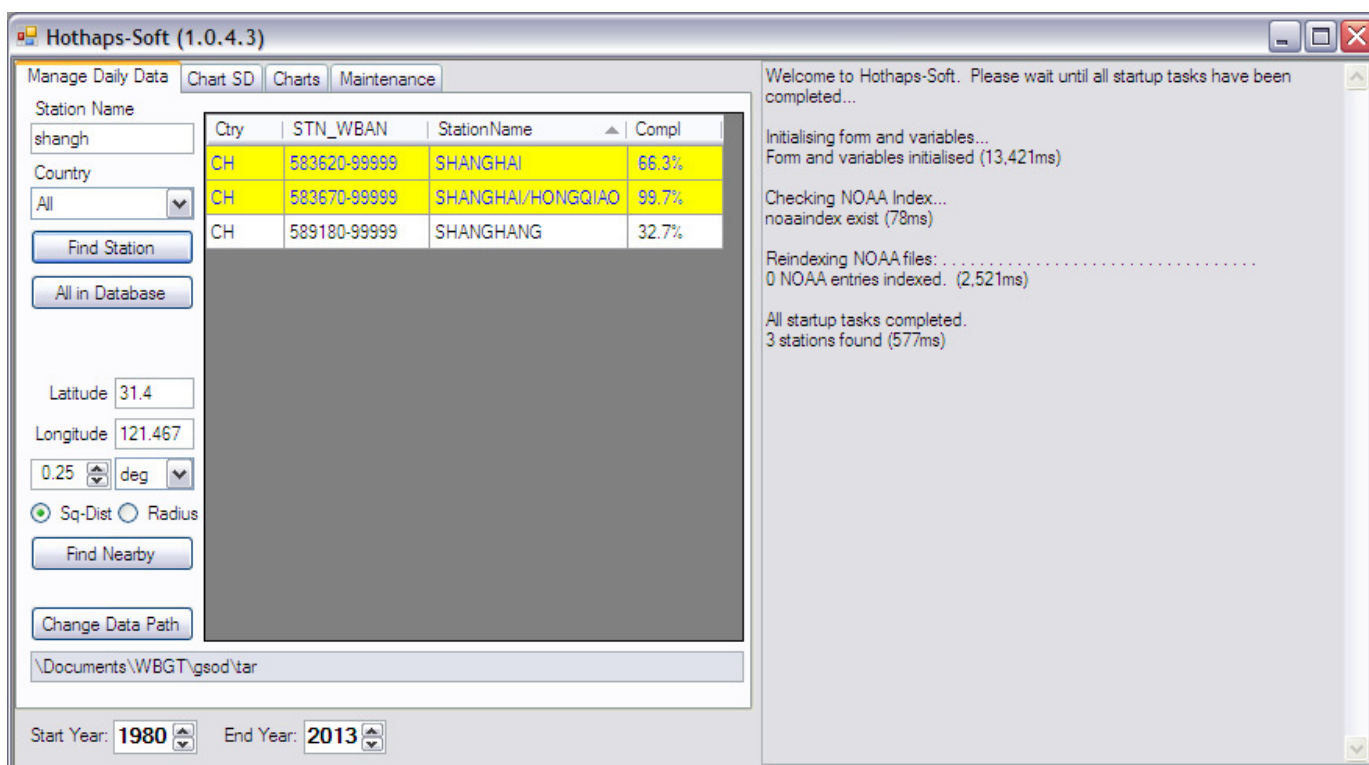 Hothaps-Soft (1.0.4.3)
Manage Daily Data Chart SD Charts Maintenance
Station Name
shangh
Country
All
Find Station
All in Database
Latitude 31.4
Longitude 121.467
0.25 deg
Sq-Dist Radius
Find Nearby
Change Data Path
Ctry STN_WBAN StationName Compl
CH 583620-99999 SHANGHAI 66.3%
CH 583670-99999 SHANGHAI/HONGQIAO 99.7%
CH 589180-99999 SHANGHANG 32.7%
\Documents\WBGT\gsod\tar
Start Year: 1980 End Year: 2013
Welcome to Hothaps-Soft. Please wait until all startup tasks have been
completed...
Initialising form and variables...
Form and variables initialised (13,421ms)
Checking NOAA Index...
noaaindex exist (78ms)
Reindexing NOAA files: . . . . . . . . . . . . . . . . . . . . . . . . . . . . . . . . . .
0 NOAA entries indexed. (2,521ms)
All startup tasks completed.
3 stations found (577ms)